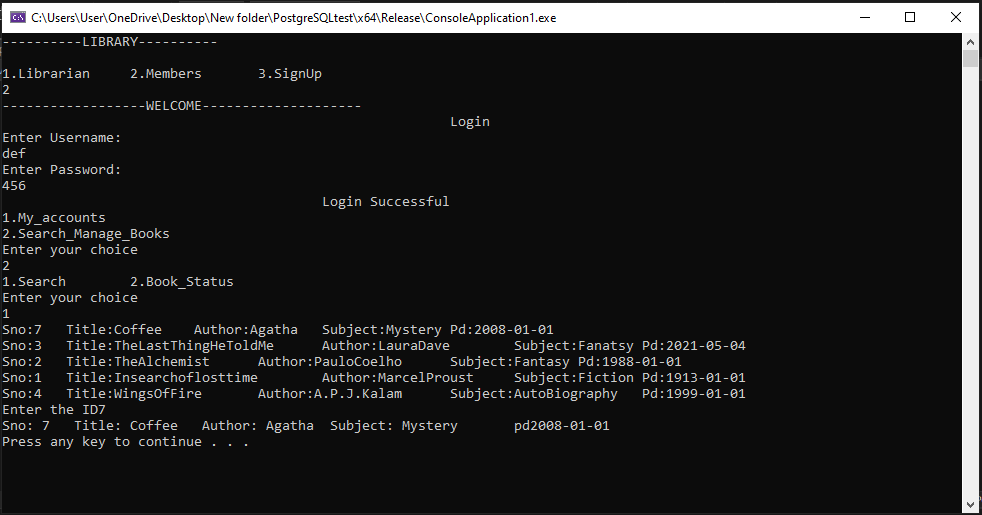 C:\Users\User\OneDrive\Desktop\New folder\PostgreSQLtest\x64\Release\ConsoleApplication1.exe
----------LIBRARY----------
1.Librarian     2.Members       3.SignUp
2
------------------WELCOME--------------------
Login
Enter Username:
def
Enter Password:
456
Login Successful
1.My_accounts
2.Search_Manage_Books
Enter your choice
2
1.Search        2.Book_Status
Enter your choice
1
Sno:7   Title:Coffee    Author:Agatha   Subject:Mystery Pd:2008-01-01
Sno:3   Title:TheLastThingHeToldMe      Author:LauraDave        Subject:Fanatsy Pd:2021-05-04
Sno:2   Title:TheAlchemist      Author:PauloCoelho      Subject:Fantasy Pd:1988-01-01
Sno:1   Title:Insearchoflosttime        Author:MarcelProust     Subject:Fiction Pd:1913-01-01
Sno:4   Title:WingsOfFire       Author:A.P.J.Kalam      Subject:AutoBiography   Pd:1999-01-01
Enter the ID7
Sno: 7   Title: Coffee   Author: Agatha  Subject: Mystery       pd2008-01-01
Press any key to continue . . .